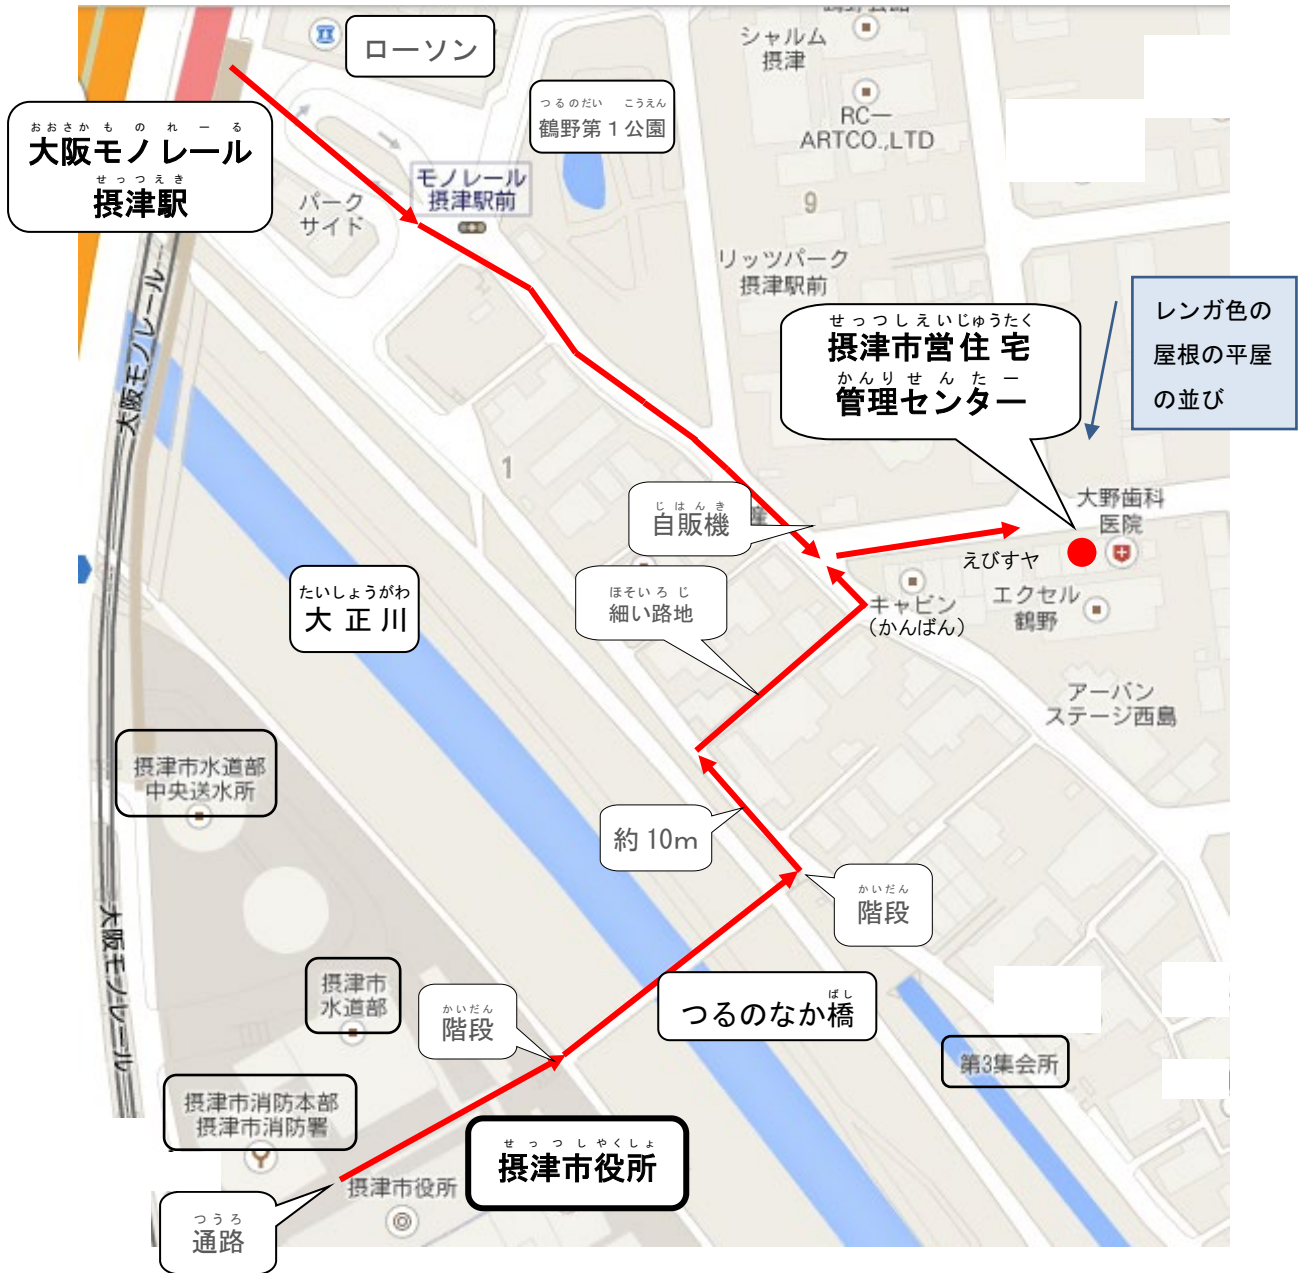 ローソン
シャルム
摂津
つるのだい こうえん
鶴野第1公園
RC－
ARTCO.,LTD
おおさかものれーる
大阪モノレール
せっつえき
摂津駅
モノレール
摂津駅前
パーク
サイド
9
リッツパーク
摂津駅前
大阪モノレール
せっつしえいじゅうたく
摂津市営住宅
かんりせんたー
管理センター
レンガ色の
屋根の平屋
の並び
1
じはんき
自販機
大野歯科
医院
えびすヤ
たいしょうがわ
大正川
ほそいろじ
細い路地
キャビン
（かんばん）
エクセル
鶴野
アーバン
ステージ西島
摂津市水道部
中央送水所
約10m
かいだん
階段
大阪モノレール
摂津市
水道部
かいだん
階段
ばし
つるのなか橋
第3集会所
摂津市消防本部
摂津市消防署
せっつしやくしょ
摂津市役所
摂津市役所
つうろ
通路